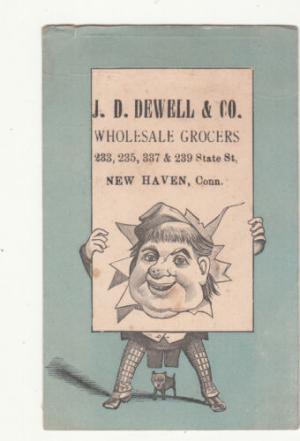 J. D. DEWELL & CO.
WHOLESALE GROCERS
233, 235, 337 & 239 State St,
NEW HAVEN, Conn.